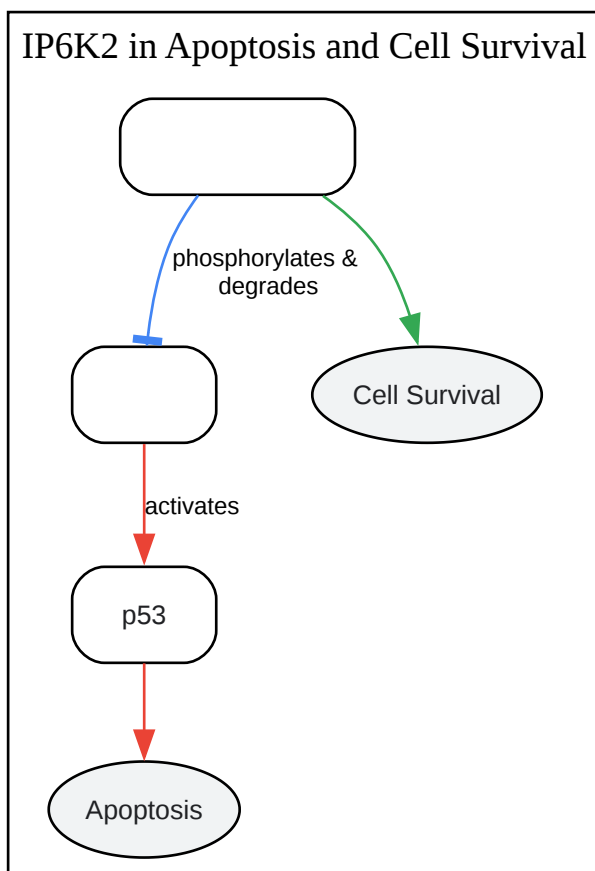 IP6K2 in Apoptosis and Cell Survival
phosphorylates &
degrades
Cell Survival
activates
p53
Apoptosis